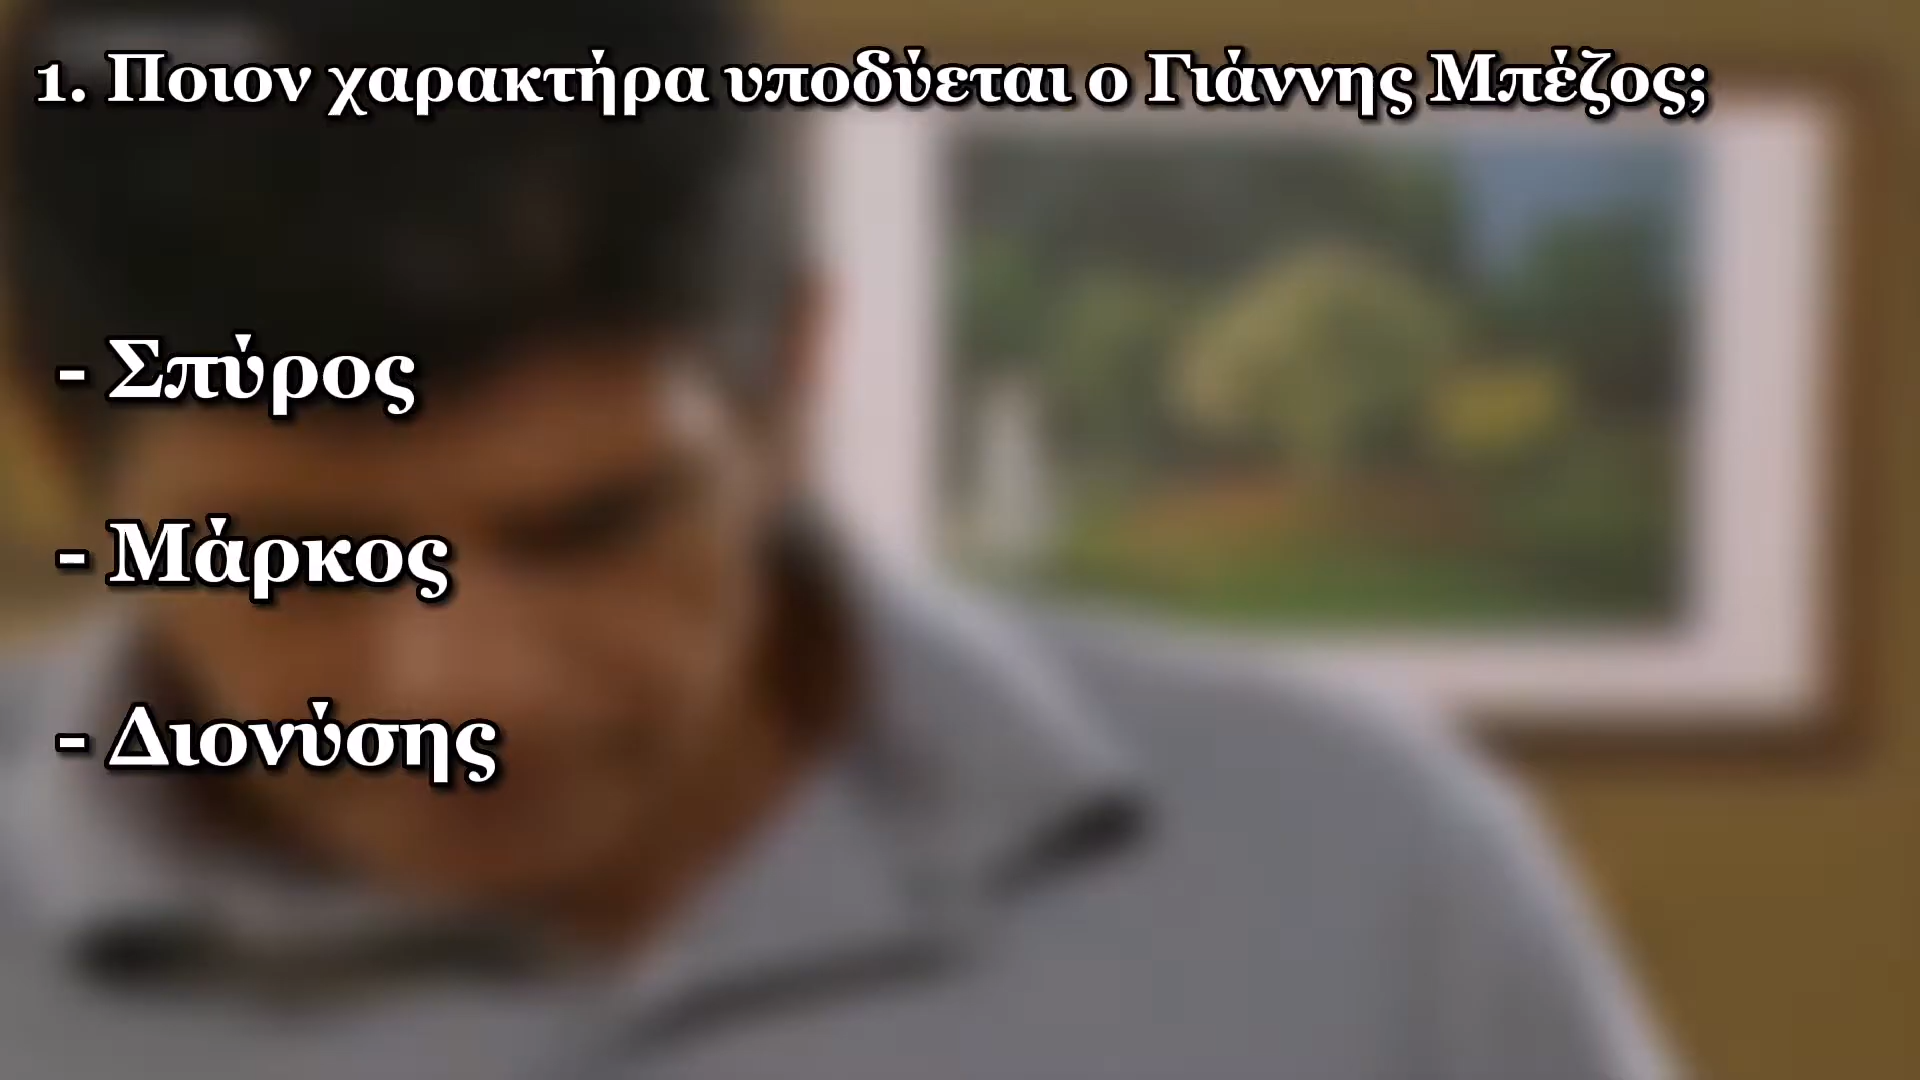 1. Ποιον χαρακτήρα υποδύεται ο Γιάννης Μπέζος;
- Σπύρος
- Μάρκος
- Διονύσης